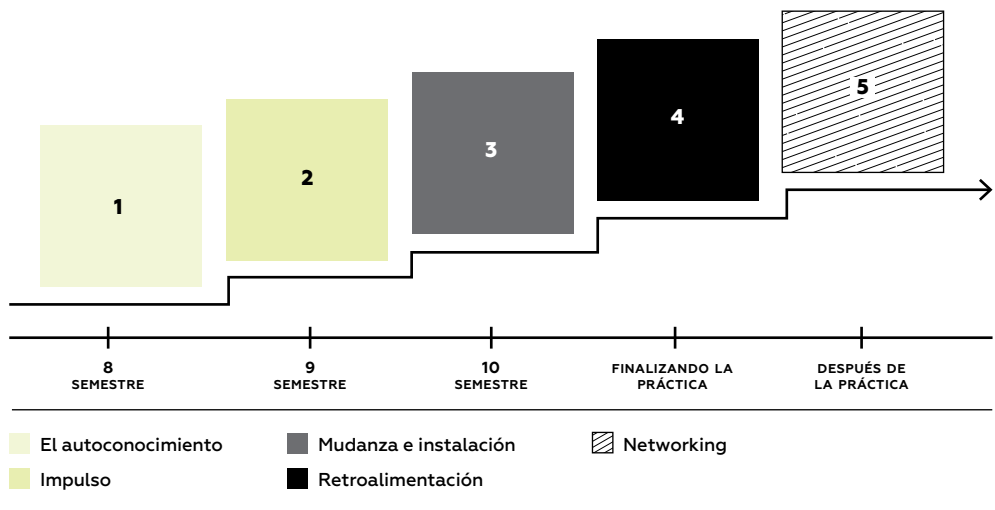 1
2
3
4
5
8
SEMESTRE
9
SEMESTRE
10
SEMESTRE
FINALIZANDO LA
PRÁCTICA
DESPUÉS DE
LA PRÁCTICA
El autoconocimiento
Impulso
Mudanza e instalación
Retroalimentación
Networking